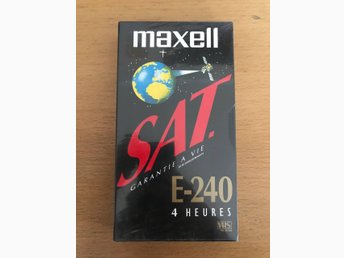 maxell
SAT.
GARANTIE A VIE
E-240
4 HEURES
VHS